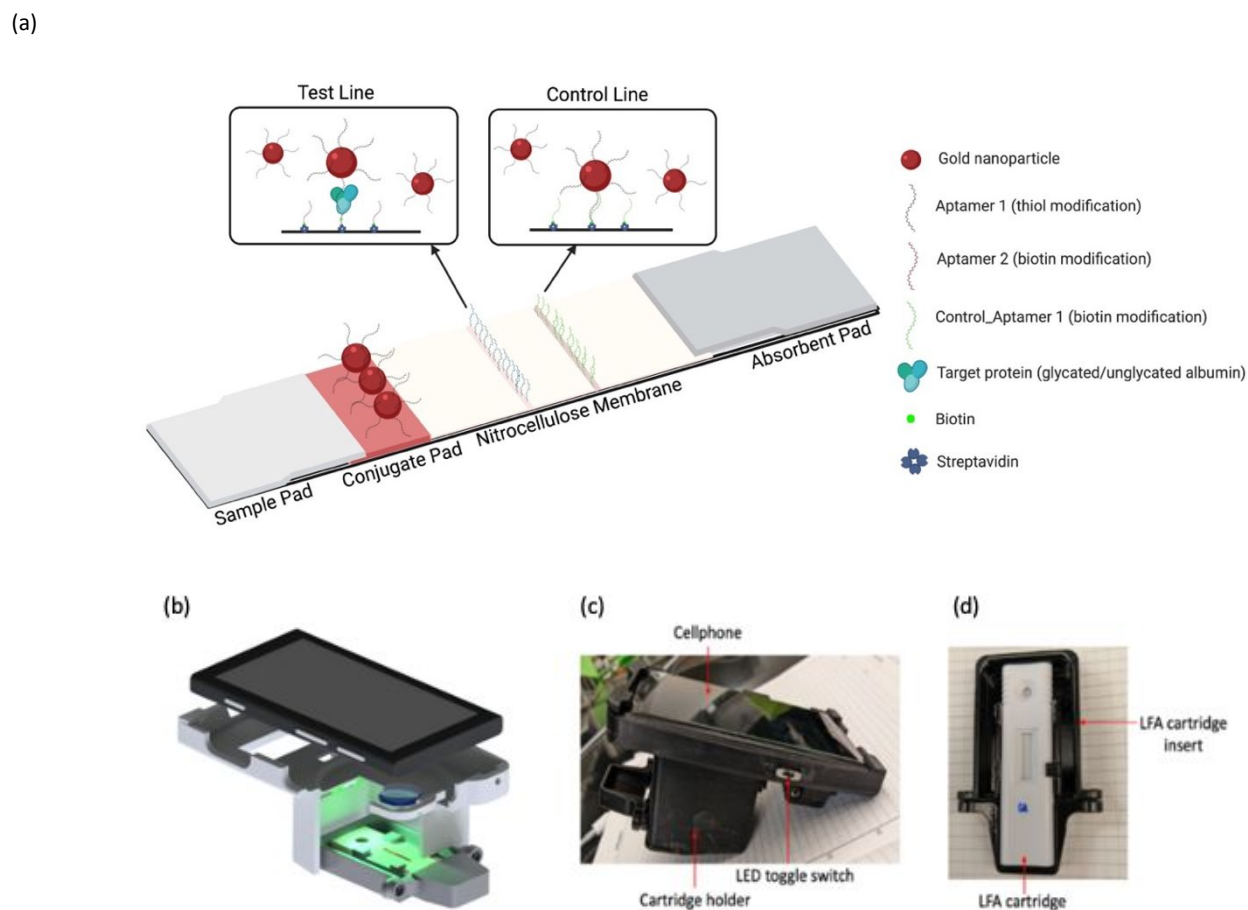 (a)
Test Line
Control Line
Gold nanoparticle
Aptamer 1 (thiol modification)
Aptamer 2 (biotin modification)
Control_Aptamer 1 (biotin modification)
Target protein (glycated/unglycated albumin)
Biotin
Streptavidin
Sample Pad
Conjugate Pad
Nitrocellulose Membrane
Absorbent Pad
(b)
(c)
Cellphone
LED toggle switch
Cartridge holder
(d)
LFA cartridge
insert
LFA cartridge